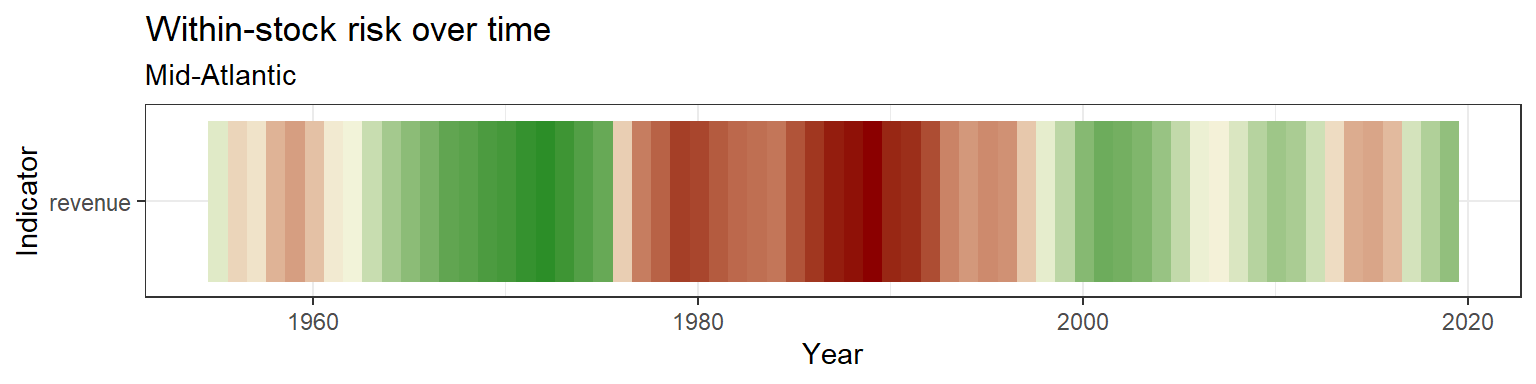 Within-stock risk over time
Mid-Atlantic
Indicator
revenue
1960 1980 2000 2020
Year